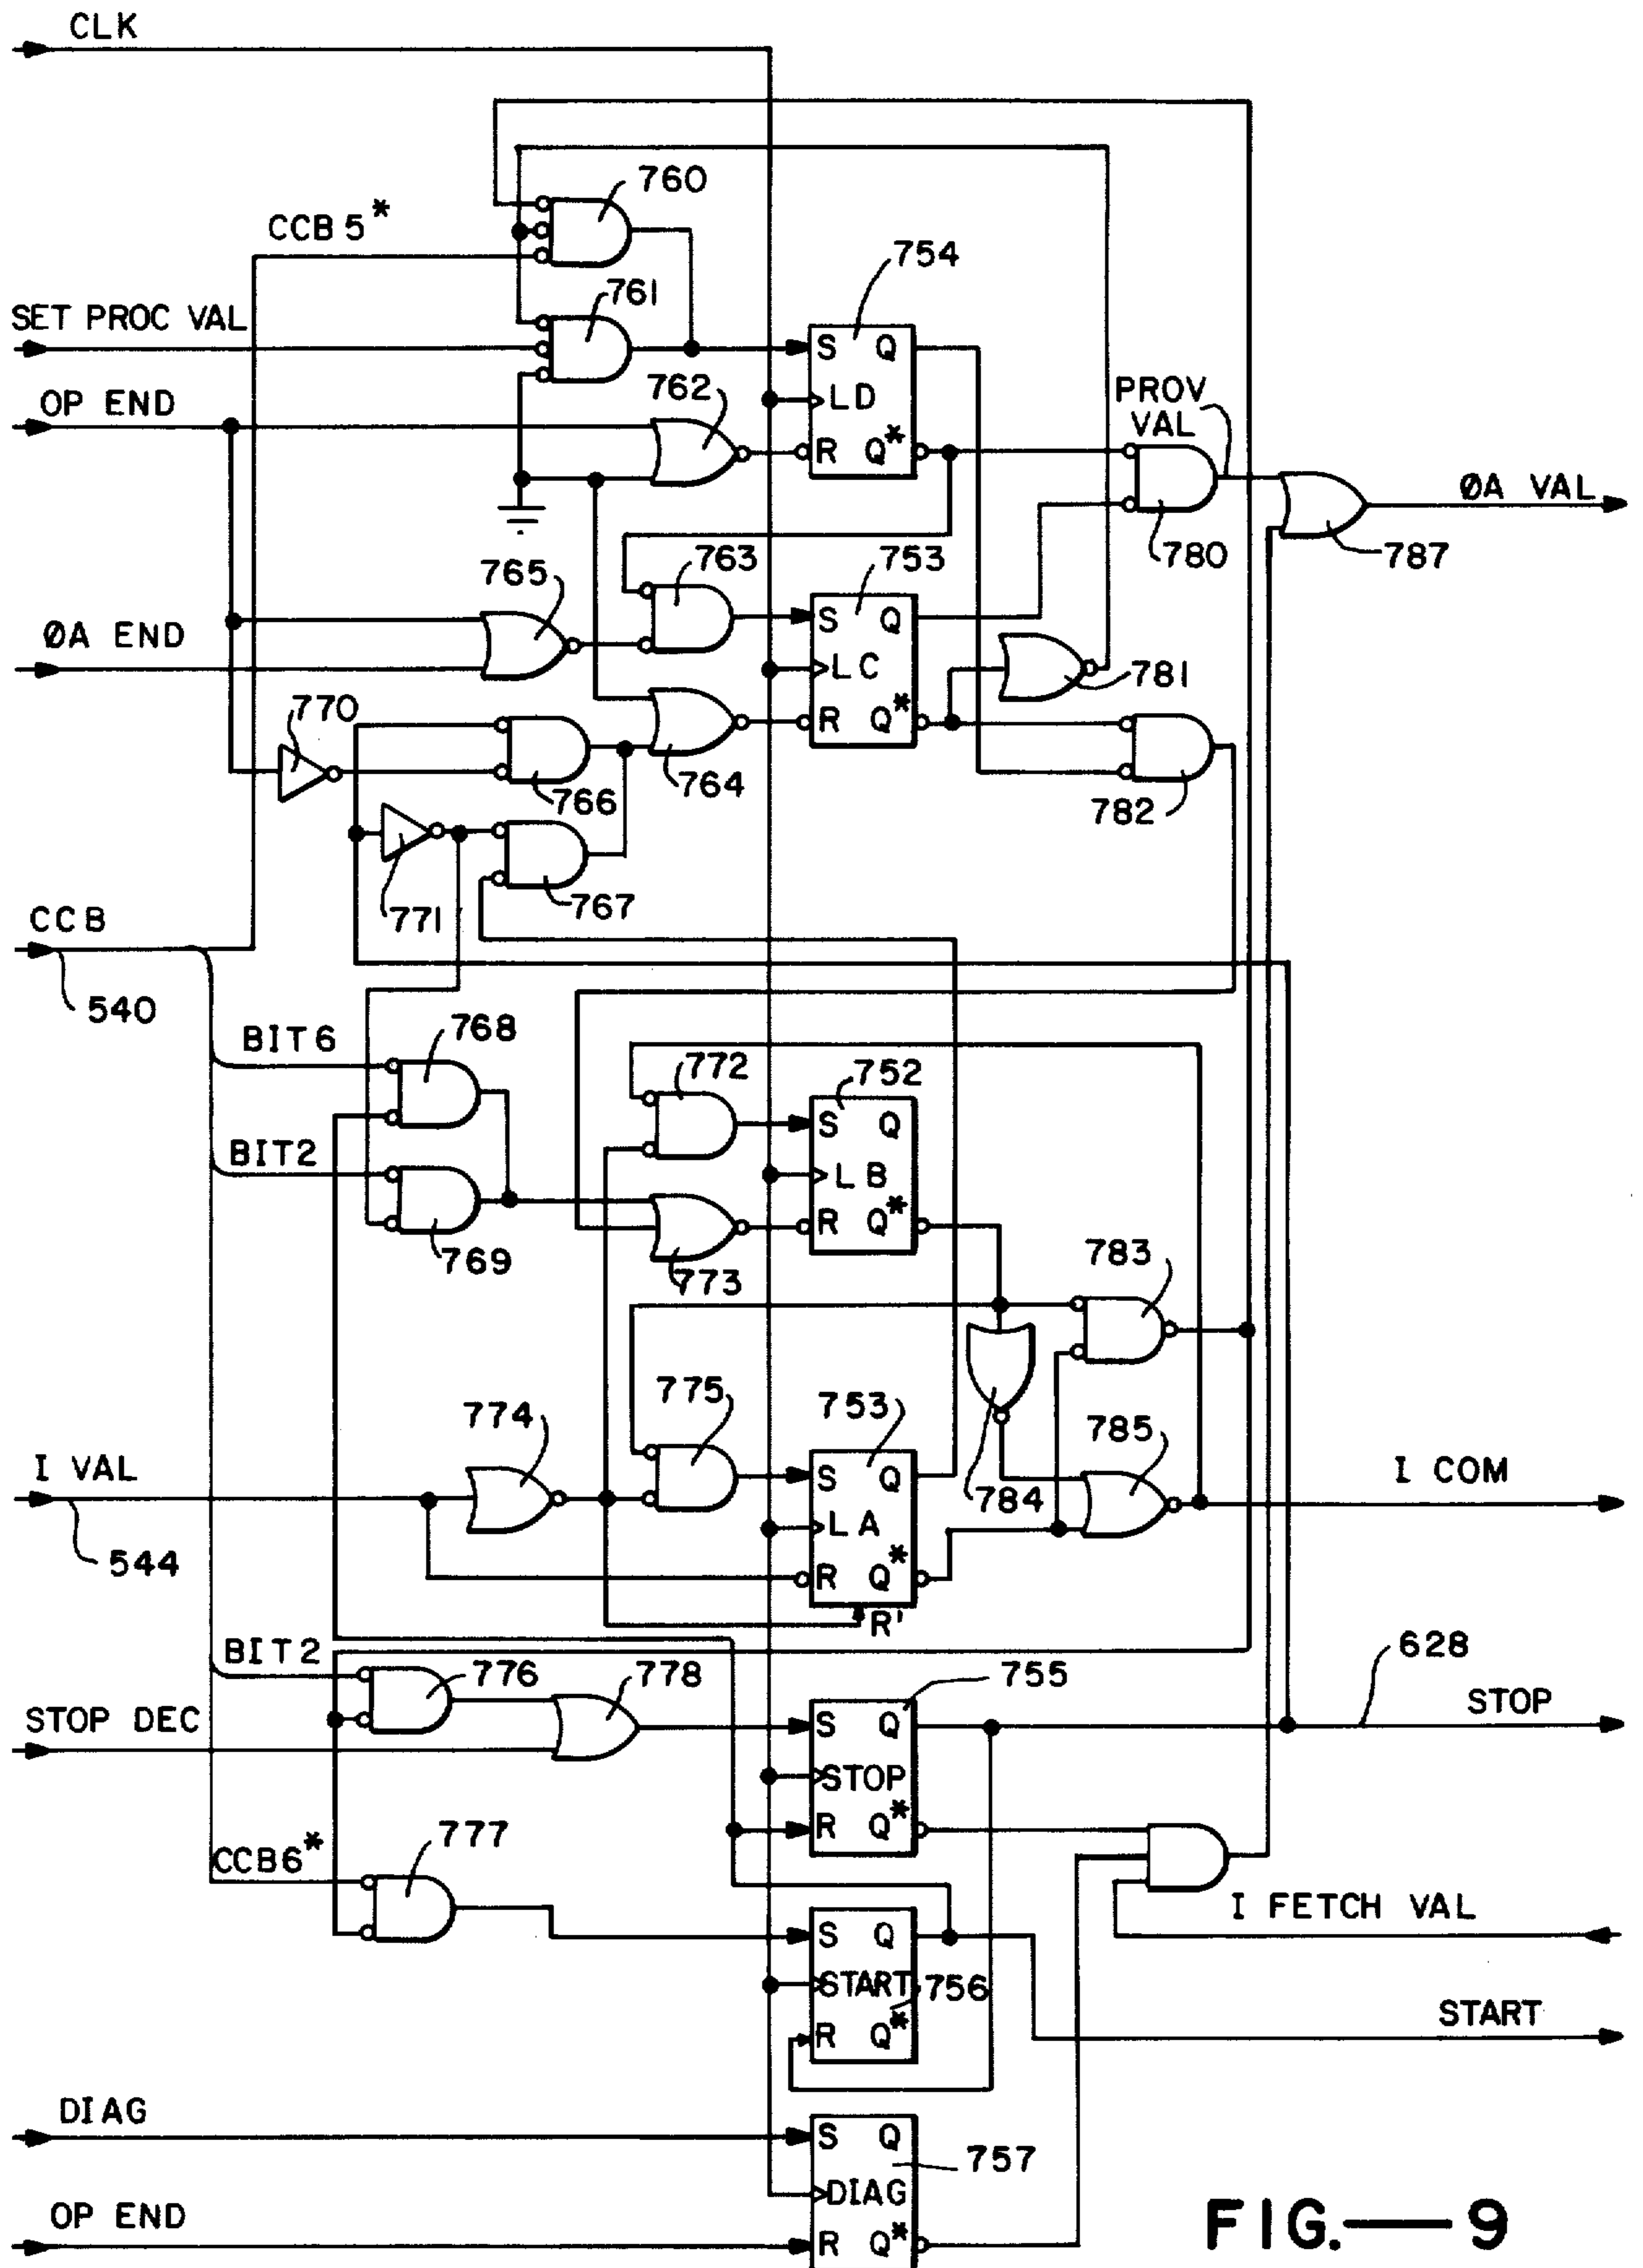 CLK
760
CCB5*
754
761
SET PROC VAL
S Q
762
PROV
VAL
OP END
LD
R Q*
ØA VAL
763
753
780
787
765
S Q
ØA END
LC
781
770
R Q*
764
766
782
771
767
CCB
540
BIT6
768
772
752
S Q
BIT2
LB
R Q*
769
773
783
775
753
774
785
I VAL
S Q
I COM
784
LA
544
R Q*
R'
BIT2
776
778
755
628
STOP DEC
S Q
STOP
STOP
R Q*
777
CCB6*
I FETCH VAL
S Q
START
756
START
R Q*
DIAG
S Q
757
DIAG
OP END
R Q*
FIG.—9